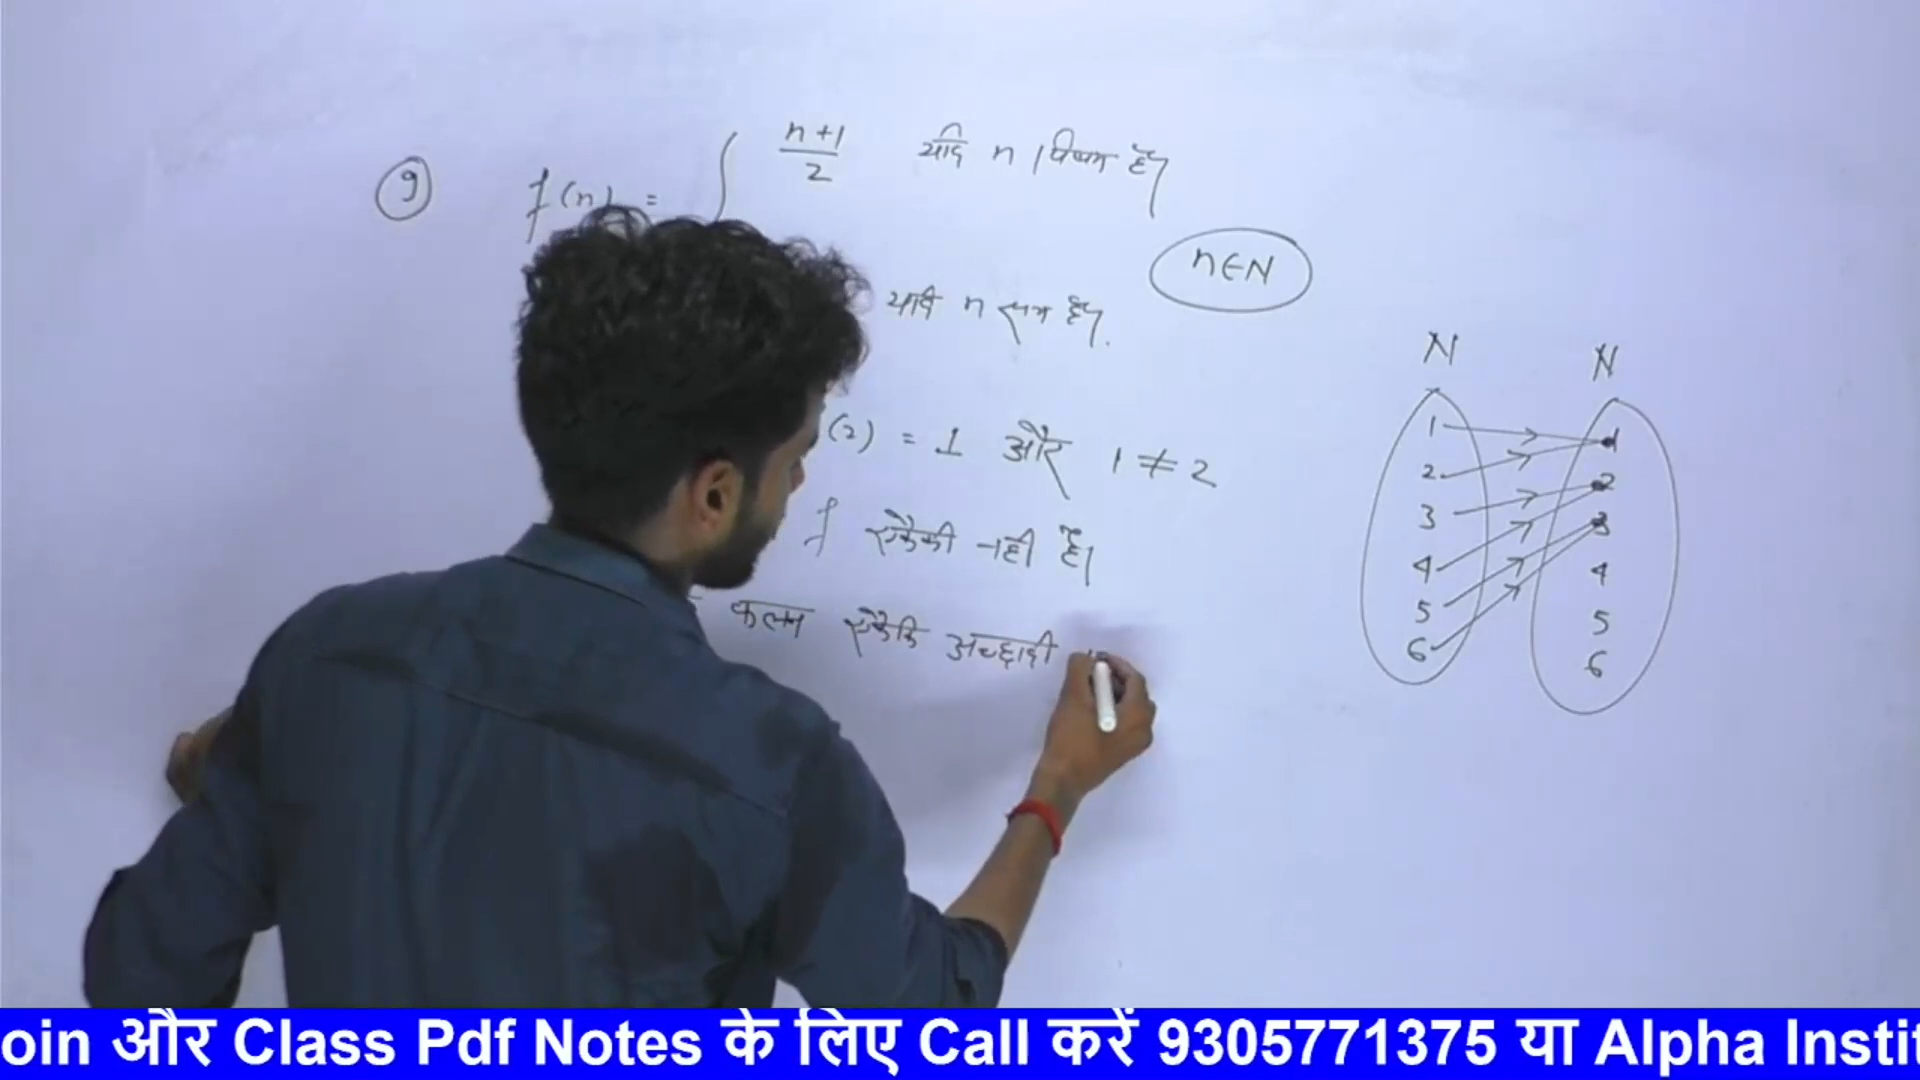 9 f(n) = { n+1/2 यदि n विषम है।
n∈N
यदि n सम है।
(2) = 1 और 1 ≠ 2
f एकैकी नही है।
फलन एकैकि अच्छादी
N N
1 1
2 2
3 3
4 4
5 5
6 6
oin और Class Pdf Notes के लिए Call करें 9305771375 या Alpha Instit